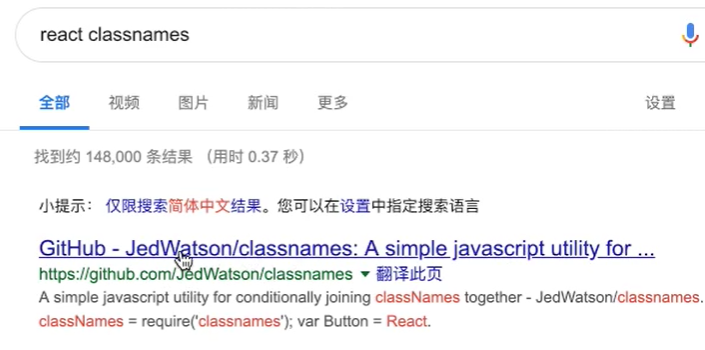 react classnames
全部 视频 图片 新闻 更多 设置
找到约 148,000 条结果 （用时 0.37 秒）
小提示： 仅限搜索简体中文结果。您可以在设置中指定搜索语言
GitHub - JedWatson/classnames: A simple javascript utility for ...
https://github.com/JedWatson/classnames 翻译此页
A simple javascript utility for conditionally joining classNames together - JedWatson/classnames.
classNames = require('classnames'); var Button = React.